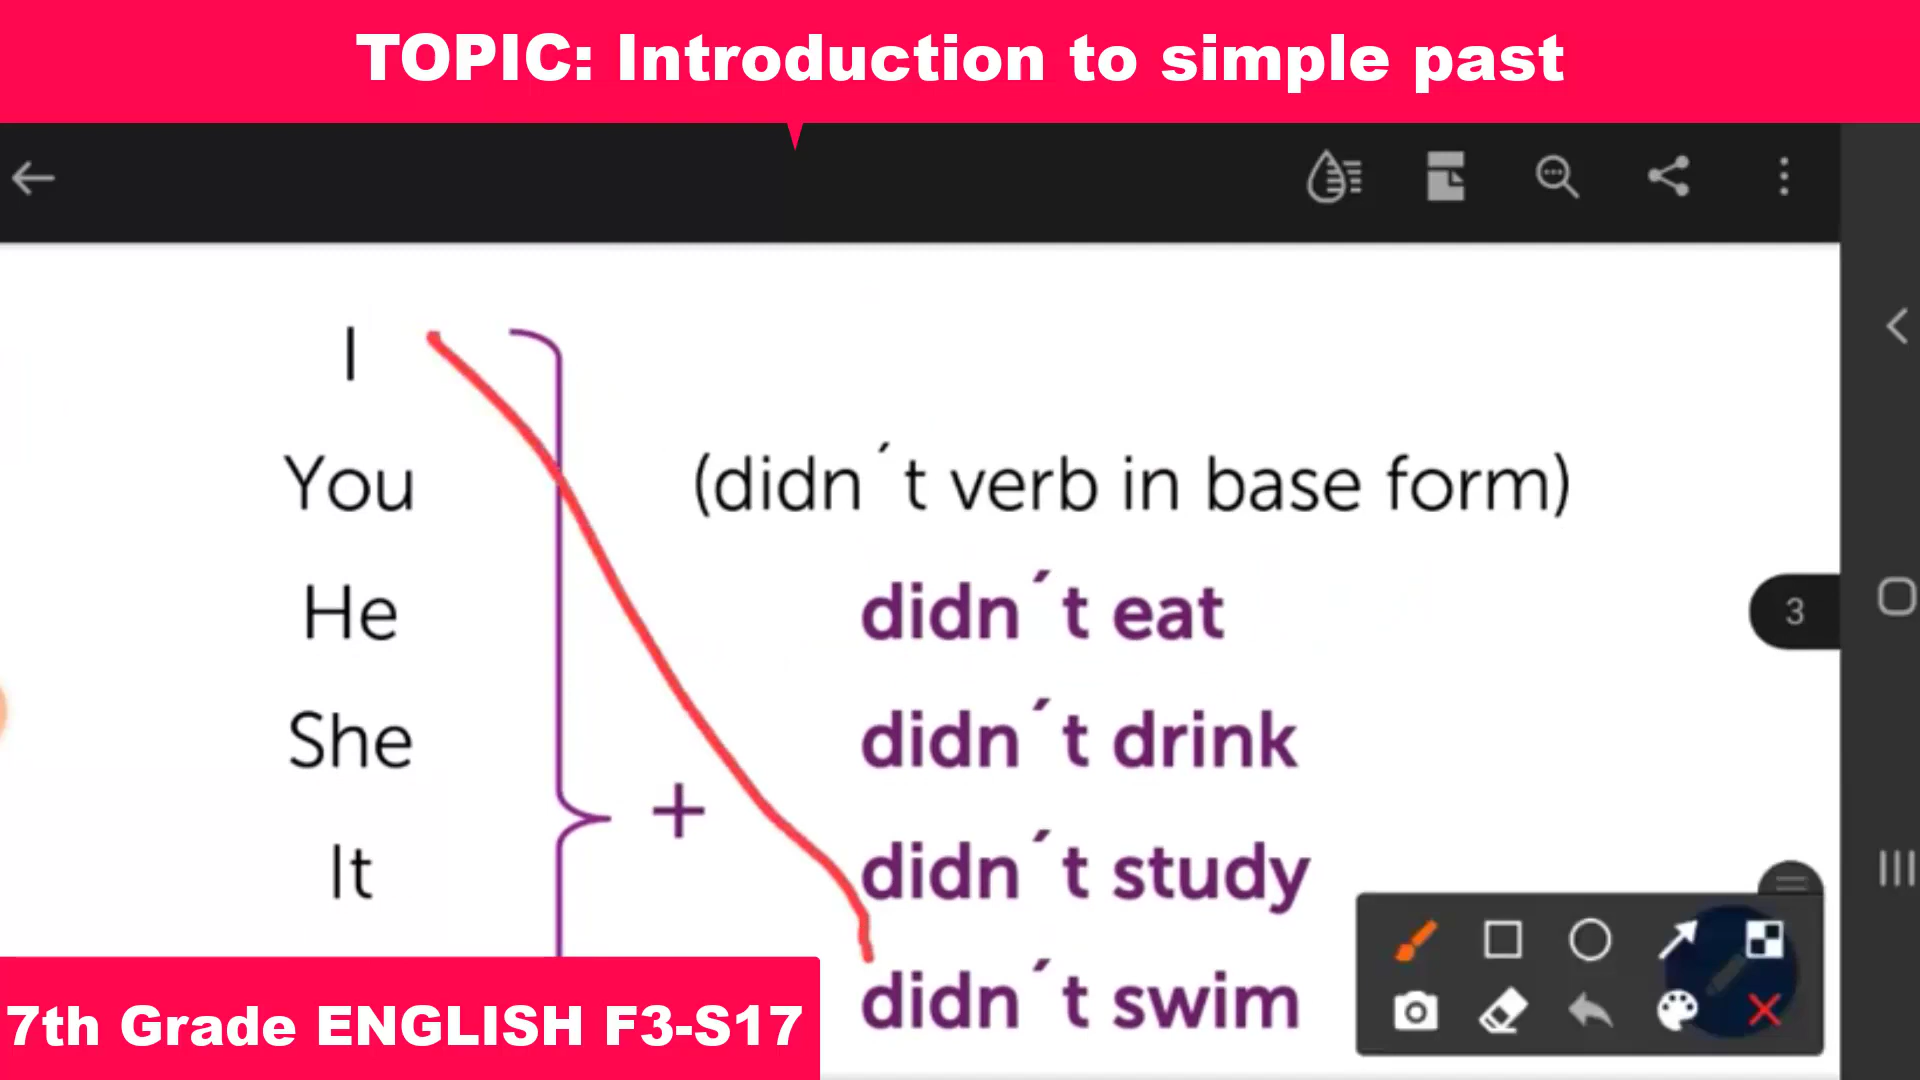 TOPIC: Introduction to simple past
I
You
(didn´t verb in base form)
He
didn´t eat
3
She
didn´t drink
+
It
didn´t study
didn´t swim
7th Grade ENGLISH F3-S17